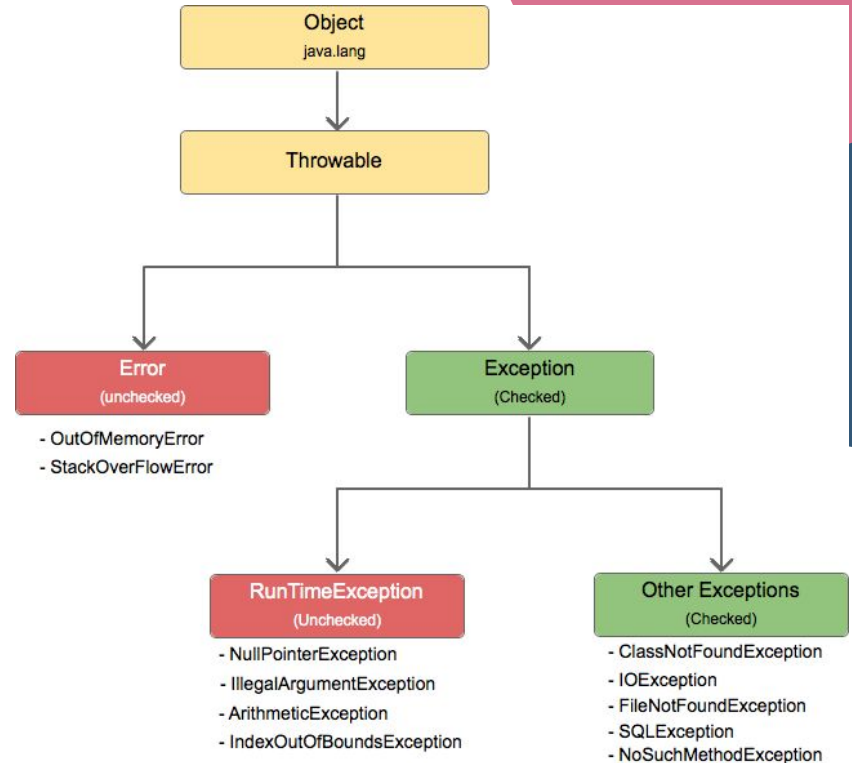 Object
java.lang
Throwable
Error
(unchecked)
- OutOfMemoryError
- StackOverFlowError
Exception
(Checked)
RunTimeException
(Unchecked)
- NullPointerException
- IllegalArgumentException
- ArithmeticException
- IndexOutOfBoundsException
Other Exceptions
(Checked)
- ClassNotFoundException
- IOException
- FileNotFoundException
- SQLException
- NoSuchMethodException